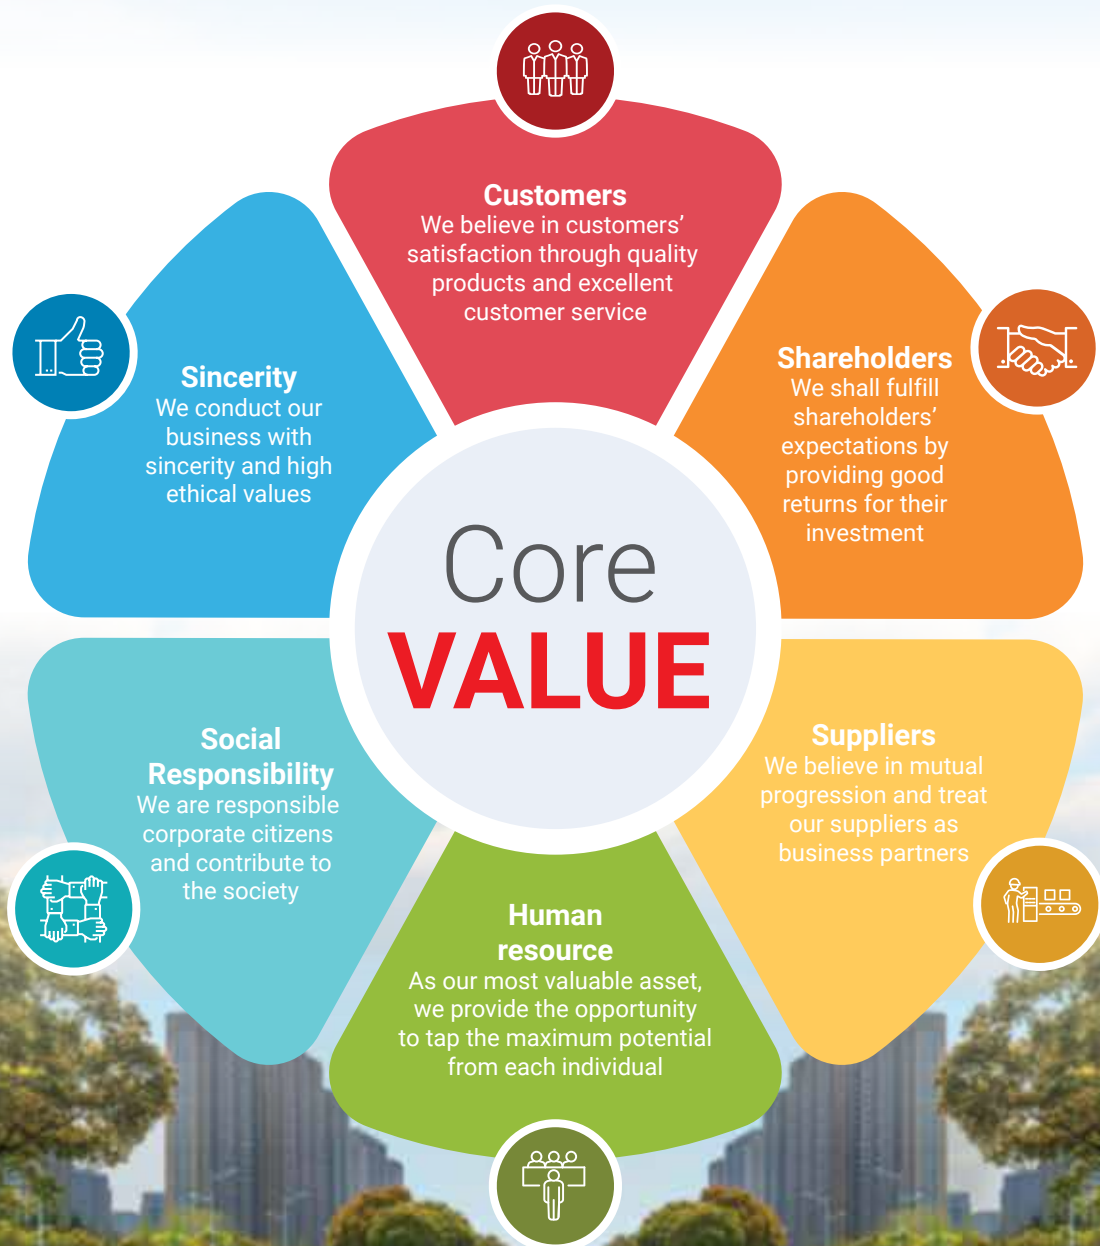 Customers
We believe in customers’
satisfaction through quality
products and excellent
customer service
Shareholders
We shall fulfill
shareholders’
expectations by
providing good
returns for their
investment
Sincerity
We conduct our
business with
sincerity and high
ethical values
Core
VALUE
Social
Responsibility
We are responsible
corporate citizens
and contribute to
the society
Suppliers
We believe in mutual
progression and treat
our suppliers as
business partners
Human
resource
As our most valuable asset,
we provide the opportunity
to tap the maximum potential
from each individual